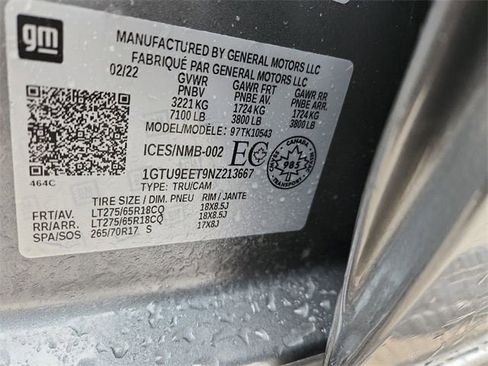 gm
MANUFACTURED BY GENERAL MOTORS LLC
FABRIQUÉ PAR GENERAL MOTORS LLC
02/22 GVWR GAWR FRT GAWR RR
PNBV PNBE AV. PNBE ARR.
3221 KG 1724 KG 1724 KG
7100 LB 3800 LB 3800 LB
MODEL/MODÈLE: 97TK10543
ICES/NMB-002 EC CANADA 985
464C
1GTU9EET9NZ213667
TYPE: TRU/CAM
TIRE SIZE / DIM. PNEU RIM / JANTE
FRT/AV. LT275/65R18CQ 18X8.5J
RR/ARR. LT275/65R18CQ 18X8.5J
SPA/SOS 265/70R17 S 17X8J